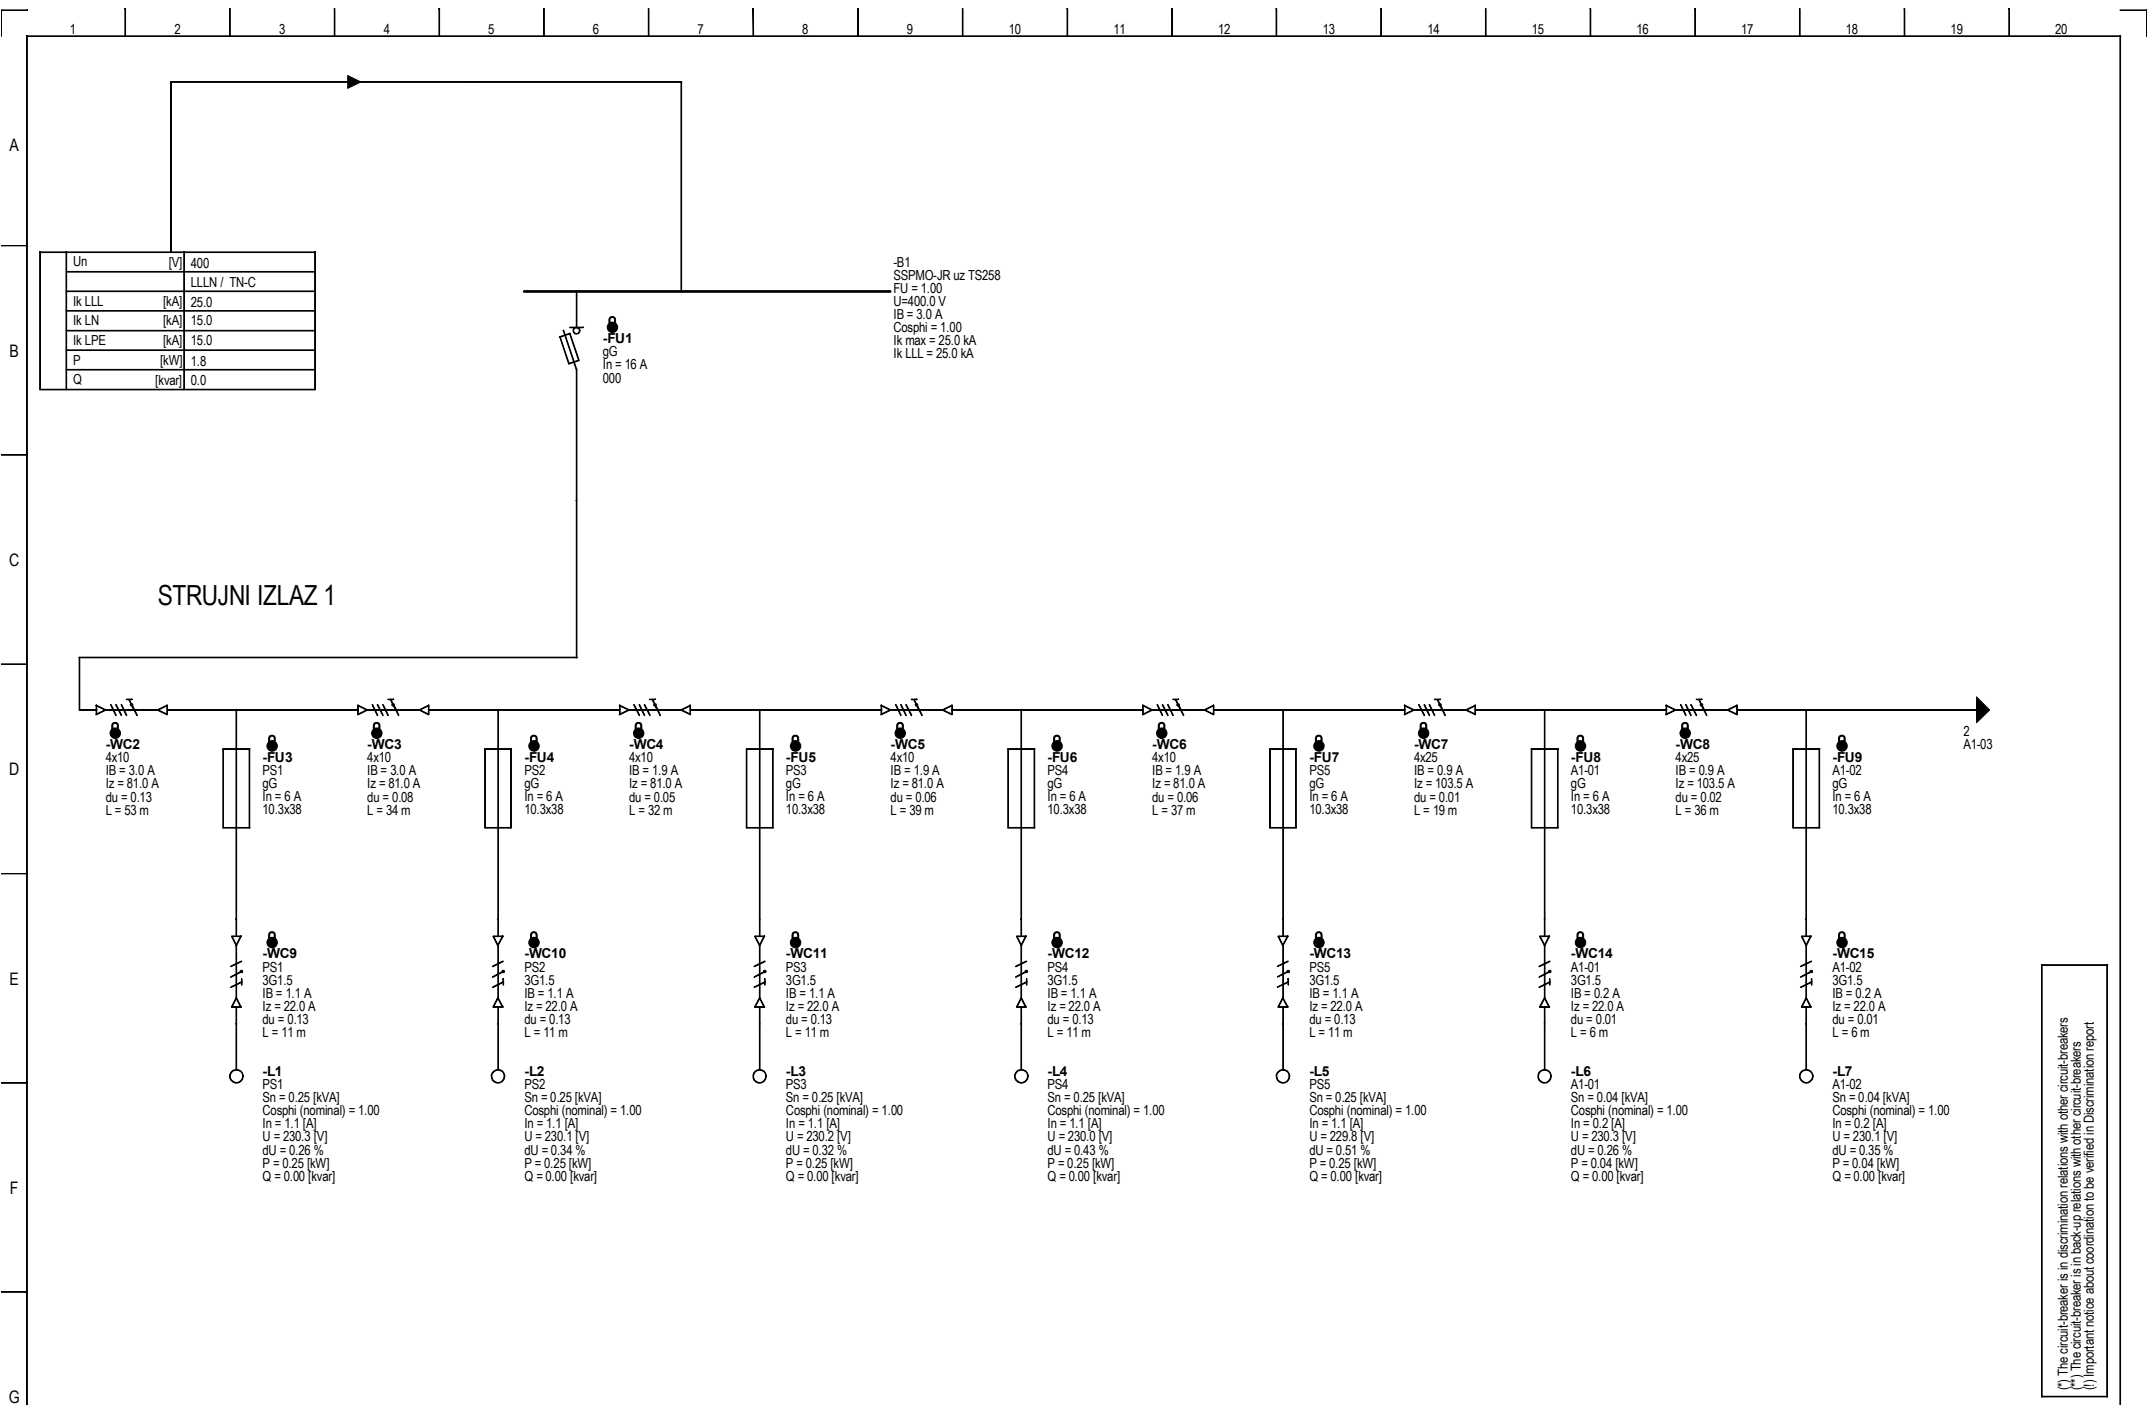 1 2 3 4 5 6 7 8 9 10 11 12 13 14 15 16 17 18 19 20
A
B
C
D
E
F
G
Un [V] 400
LLLN / TN-C
Ik LLL [kA] 25.0
Ik LN [kA] 15.0
Ik LPE [kA] 15.0
P [kW] 1.8
Q [kvar] 0.0
-B1
SSPMO-JR uz TS258
FU = 1.00
U=400.0 V
IB = 3.0 A
Cosphi = 1.00
Ik max = 25.0 kA
Ik LLL = 25.0 kA
-FU1
gG
In = 16 A
000
STRUJNI IZLAZ 1
-WC2
4x10
IB = 3.0 A
Iz = 81.0 A
du = 0.13
L = 53 m
-FU3
PS1
gG
In = 6 A
10.3x38
-WC3
4x10
IB = 3.0 A
Iz = 81.0 A
du = 0.08
L = 34 m
-FU4
PS2
gG
In = 6 A
10.3x38
-WC4
4x10
IB = 1.9 A
Iz = 81.0 A
du = 0.05
L = 32 m
-FU5
PS3
gG
In = 6 A
10.3x38
-WC5
4x10
IB = 1.9 A
Iz = 81.0 A
du = 0.06
L = 39 m
-FU6
PS4
gG
In = 6 A
10.3x38
-WC6
4x10
IB = 1.9 A
Iz = 81.0 A
du = 0.06
L = 37 m
-FU7
PS5
gG
In = 6 A
10.3x38
-WC7
4x25
IB = 0.9 A
Iz = 103.5 A
du = 0.01
L = 19 m
-FU8
A1-01
gG
In = 6 A
10.3x38
-WC8
4x25
IB = 0.9 A
Iz = 103.5 A
du = 0.02
L = 36 m
-FU9
A1-02
gG
In = 6 A
10.3x38
2
A1-03
-WC9
PS1
3G1.5
IB = 1.1 A
Iz = 22.0 A
du = 0.13
L = 11 m
-WC10
PS2
3G1.5
IB = 1.1 A
Iz = 22.0 A
du = 0.13
L = 11 m
-WC11
PS3
3G1.5
IB = 1.1 A
Iz = 22.0 A
du = 0.13
L = 11 m
-WC12
PS4
3G1.5
IB = 1.1 A
Iz = 22.0 A
du = 0.13
L = 11 m
-WC13
PS5
3G1.5
IB = 1.1 A
Iz = 22.0 A
du = 0.13
L = 11 m
-WC14
A1-01
3G1.5
IB = 0.2 A
Iz = 22.0 A
du = 0.01
L = 6 m
-WC15
A1-02
3G1.5
IB = 0.2 A
Iz = 22.0 A
du = 0.01
L = 6 m
-L1
PS1
Sn = 0.25 [kVA]
Cosphi (nominal) = 1.00
In = 1.1 [A]
U = 230.3 [V]
dU = 0.26 %
P = 0.25 [kW]
Q = 0.00 [kvar]
-L2
PS2
Sn = 0.25 [kVA]
Cosphi (nominal) = 1.00
In = 1.1 [A]
U = 230.1 [V]
dU = 0.34 %
P = 0.25 [kW]
Q = 0.00 [kvar]
-L3
PS3
Sn = 0.25 [kVA]
Cosphi (nominal) = 1.00
In = 1.1 [A]
U = 230.2 [V]
dU = 0.32 %
P = 0.25 [kW]
Q = 0.00 [kvar]
-L4
PS4
Sn = 0.25 [kVA]
Cosphi (nominal) = 1.00
In = 1.1 [A]
U = 230.0 [V]
dU = 0.43 %
P = 0.25 [kW]
Q = 0.00 [kvar]
-L5
PS5
Sn = 0.25 [kVA]
Cosphi (nominal) = 1.00
In = 1.1 [A]
U = 229.8 [V]
dU = 0.51 %
P = 0.25 [kW]
Q = 0.00 [kvar]
-L6
A1-01
Sn = 0.04 [kVA]
Cosphi (nominal) = 1.00
In = 0.2 [A]
U = 230.3 [V]
dU = 0.26 %
P = 0.04 [kW]
Q = 0.00 [kvar]
-L7
A1-02
Sn = 0.04 [kVA]
Cosphi (nominal) = 1.00
In = 0.2 [A]
U = 230.1 [V]
dU = 0.35 %
P = 0.04 [kW]
Q = 0.00 [kvar]
(*) The circuit-breaker is in discrimination relations with other circuit-breakers
(**) The circuit-breaker is in back-up relations with other circuit-breakers
(!) Important notice about coordination to be verified in Discrimination report